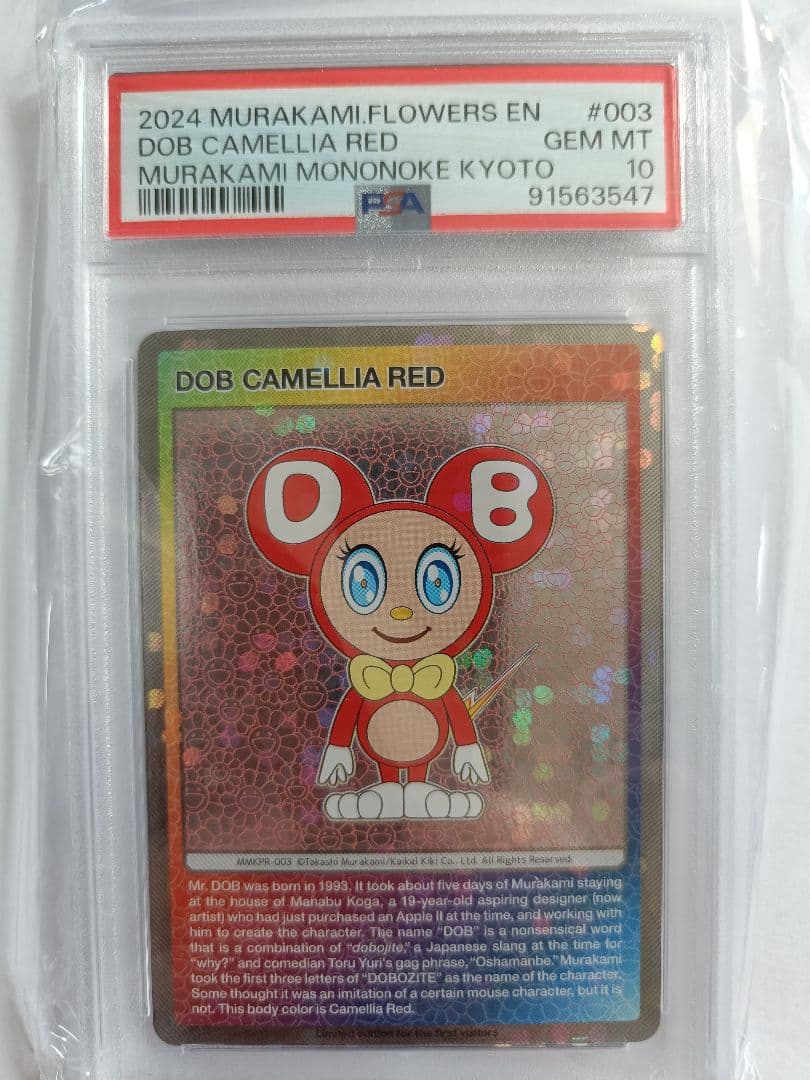 2024 MURAKAMI.FLOWERS EN #003
DOB CAMELLIA RED GEM MT
MURAKAMI MONONOKE KYOTO 10
PSA 91563547
DOB CAMELLIA RED
D B
MMKPR-003 ©Takashi Murakami/Kaikai Kiki Co., Ltd. All Rights Reserved.
Mr. DOB was born in 1993. It took about five days of Murakami staying
at the house of Manabu Koga, a 19-year-old aspiring designer (now
artist) who had just purchased an Apple II at the time, and working with
him to create the character. The name "DOB" is a nonsensical word
that is a combination of "dobojite," a Japanese slang at the time for
"why?" and comedian Toru Yuri's gag phrase, "Oshamanbe." Murakami
took the first three letters of "DOBOZITE" as the name of the character.
Some thought it was an imitation of a certain mouse character, but it is
not. This body color is Camellia Red.
Limited edition for the first visitors